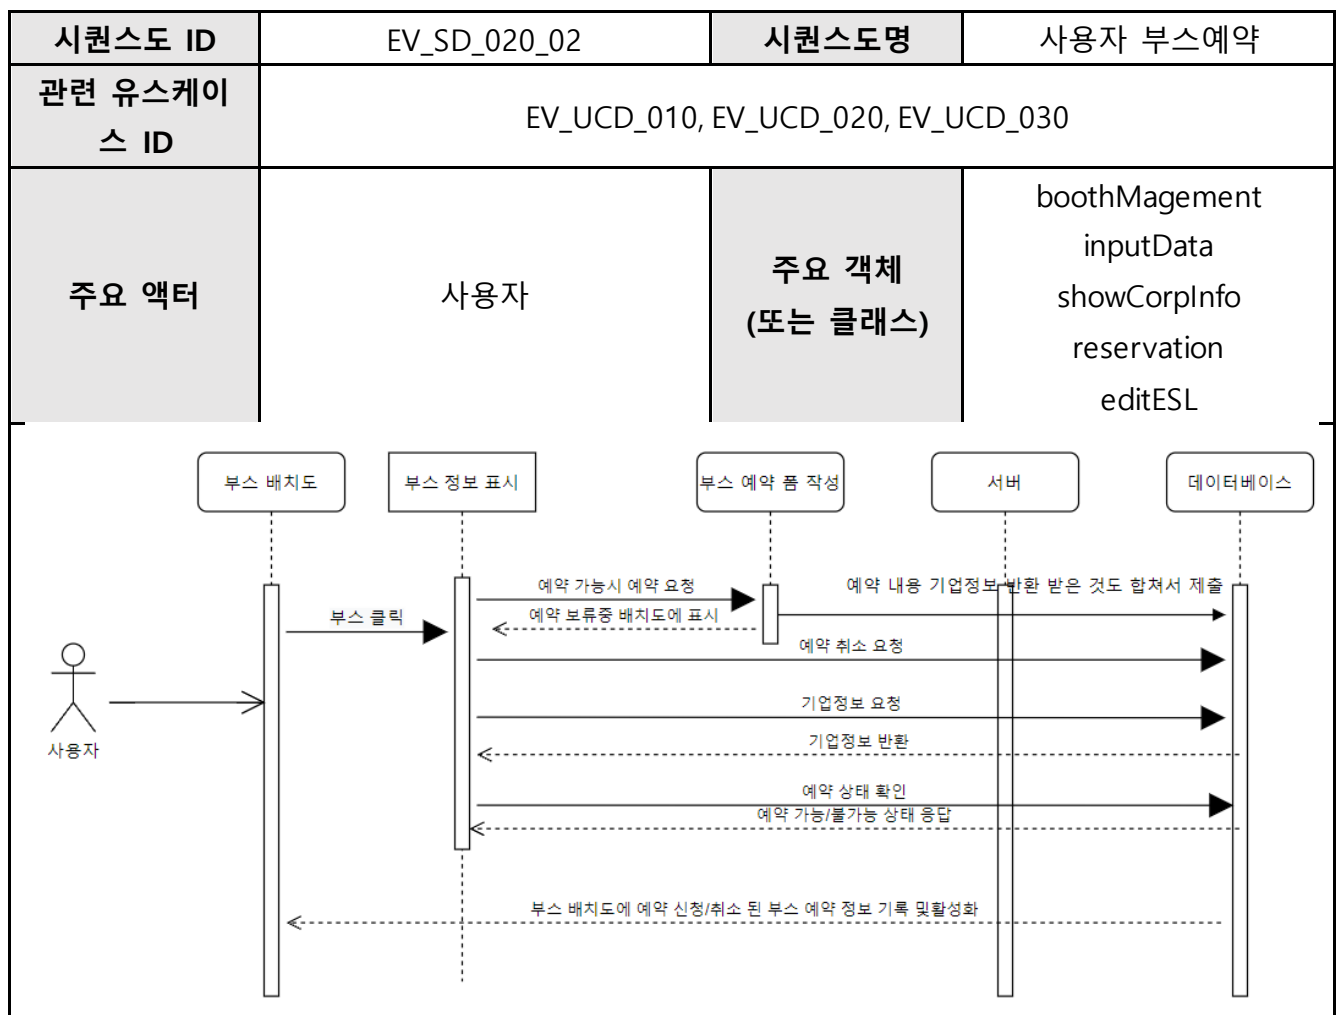 시퀀스도 ID
EV_SD_020_02
시퀀스도명
사용자 부스예약
관련 유스케이
스 ID
EV_UCD_010, EV_UCD_020, EV_UCD_030
주요 액터
사용자
주요 객체
(또는 클래스)
boothMagement
inputData
showCorpInfo
reservation
editESL
부스 배치도
부스 정보 표시
부스 예약 폼 작성
서버
데이터베이스
예약 가능시 예약 요청
예약 내용 기업정보 반환 받은 것도 합쳐서 제출
부스 클릭
예약 보류중 배치도에 표시
예약 취소 요청
기업정보 요청
사용자
기업정보 반환
예약 상태 확인
예약 가능/불가능 상태 응답
부스 배치도에 예약 신청/취소 된 부스 예약 정보 기록 및활성화